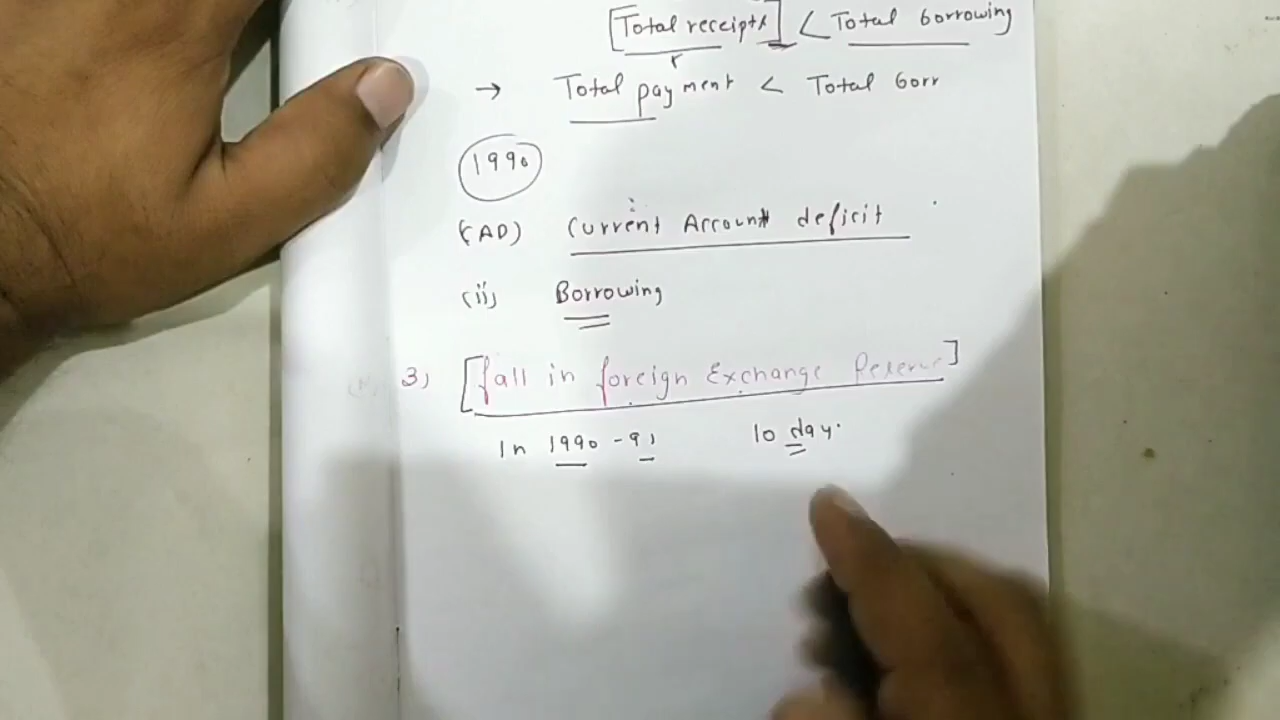 [Total receipts] < Total borrowing
→ Total payment < Total borr
1990
(AD) Current Account deficit
(ii) Borrowing
3) [fall in foreign Exchange Reserve]
In 1990-91 10 day.